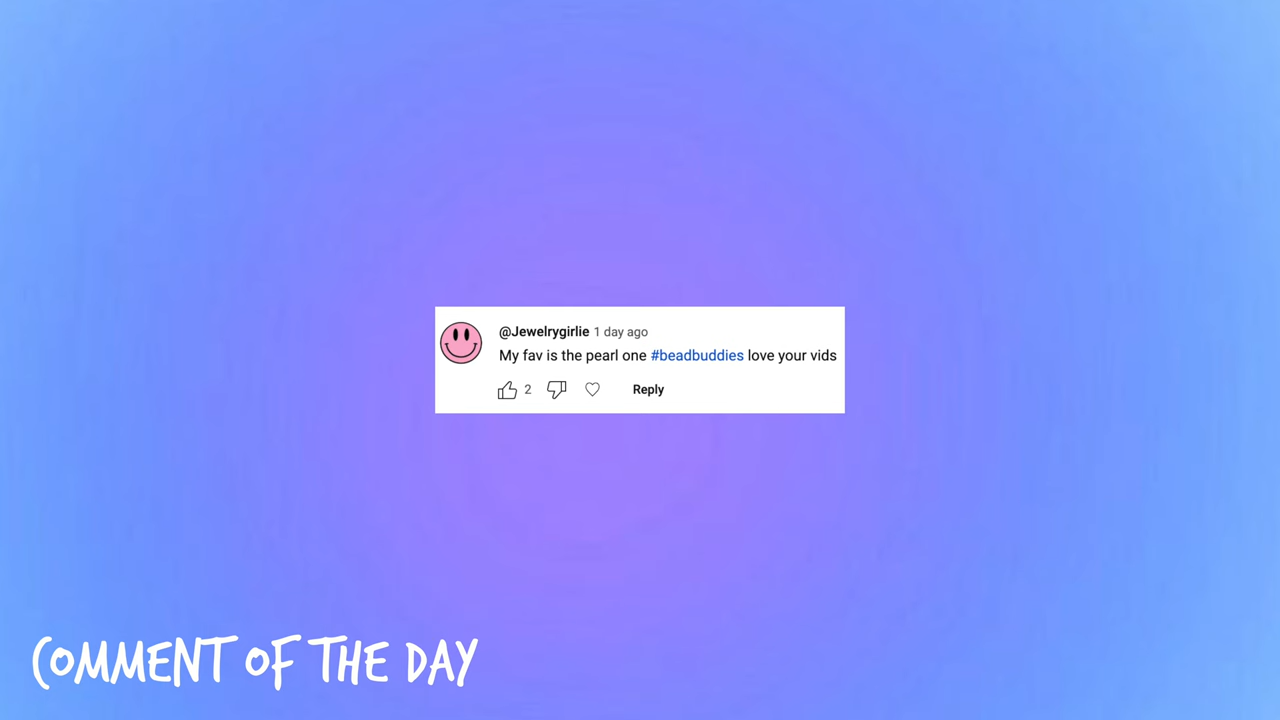 @Jewelrygirlie 1 day ago
My fav is the pearl one #beadbuddies love your vids
2 Reply
COMMENT OF THE DAY